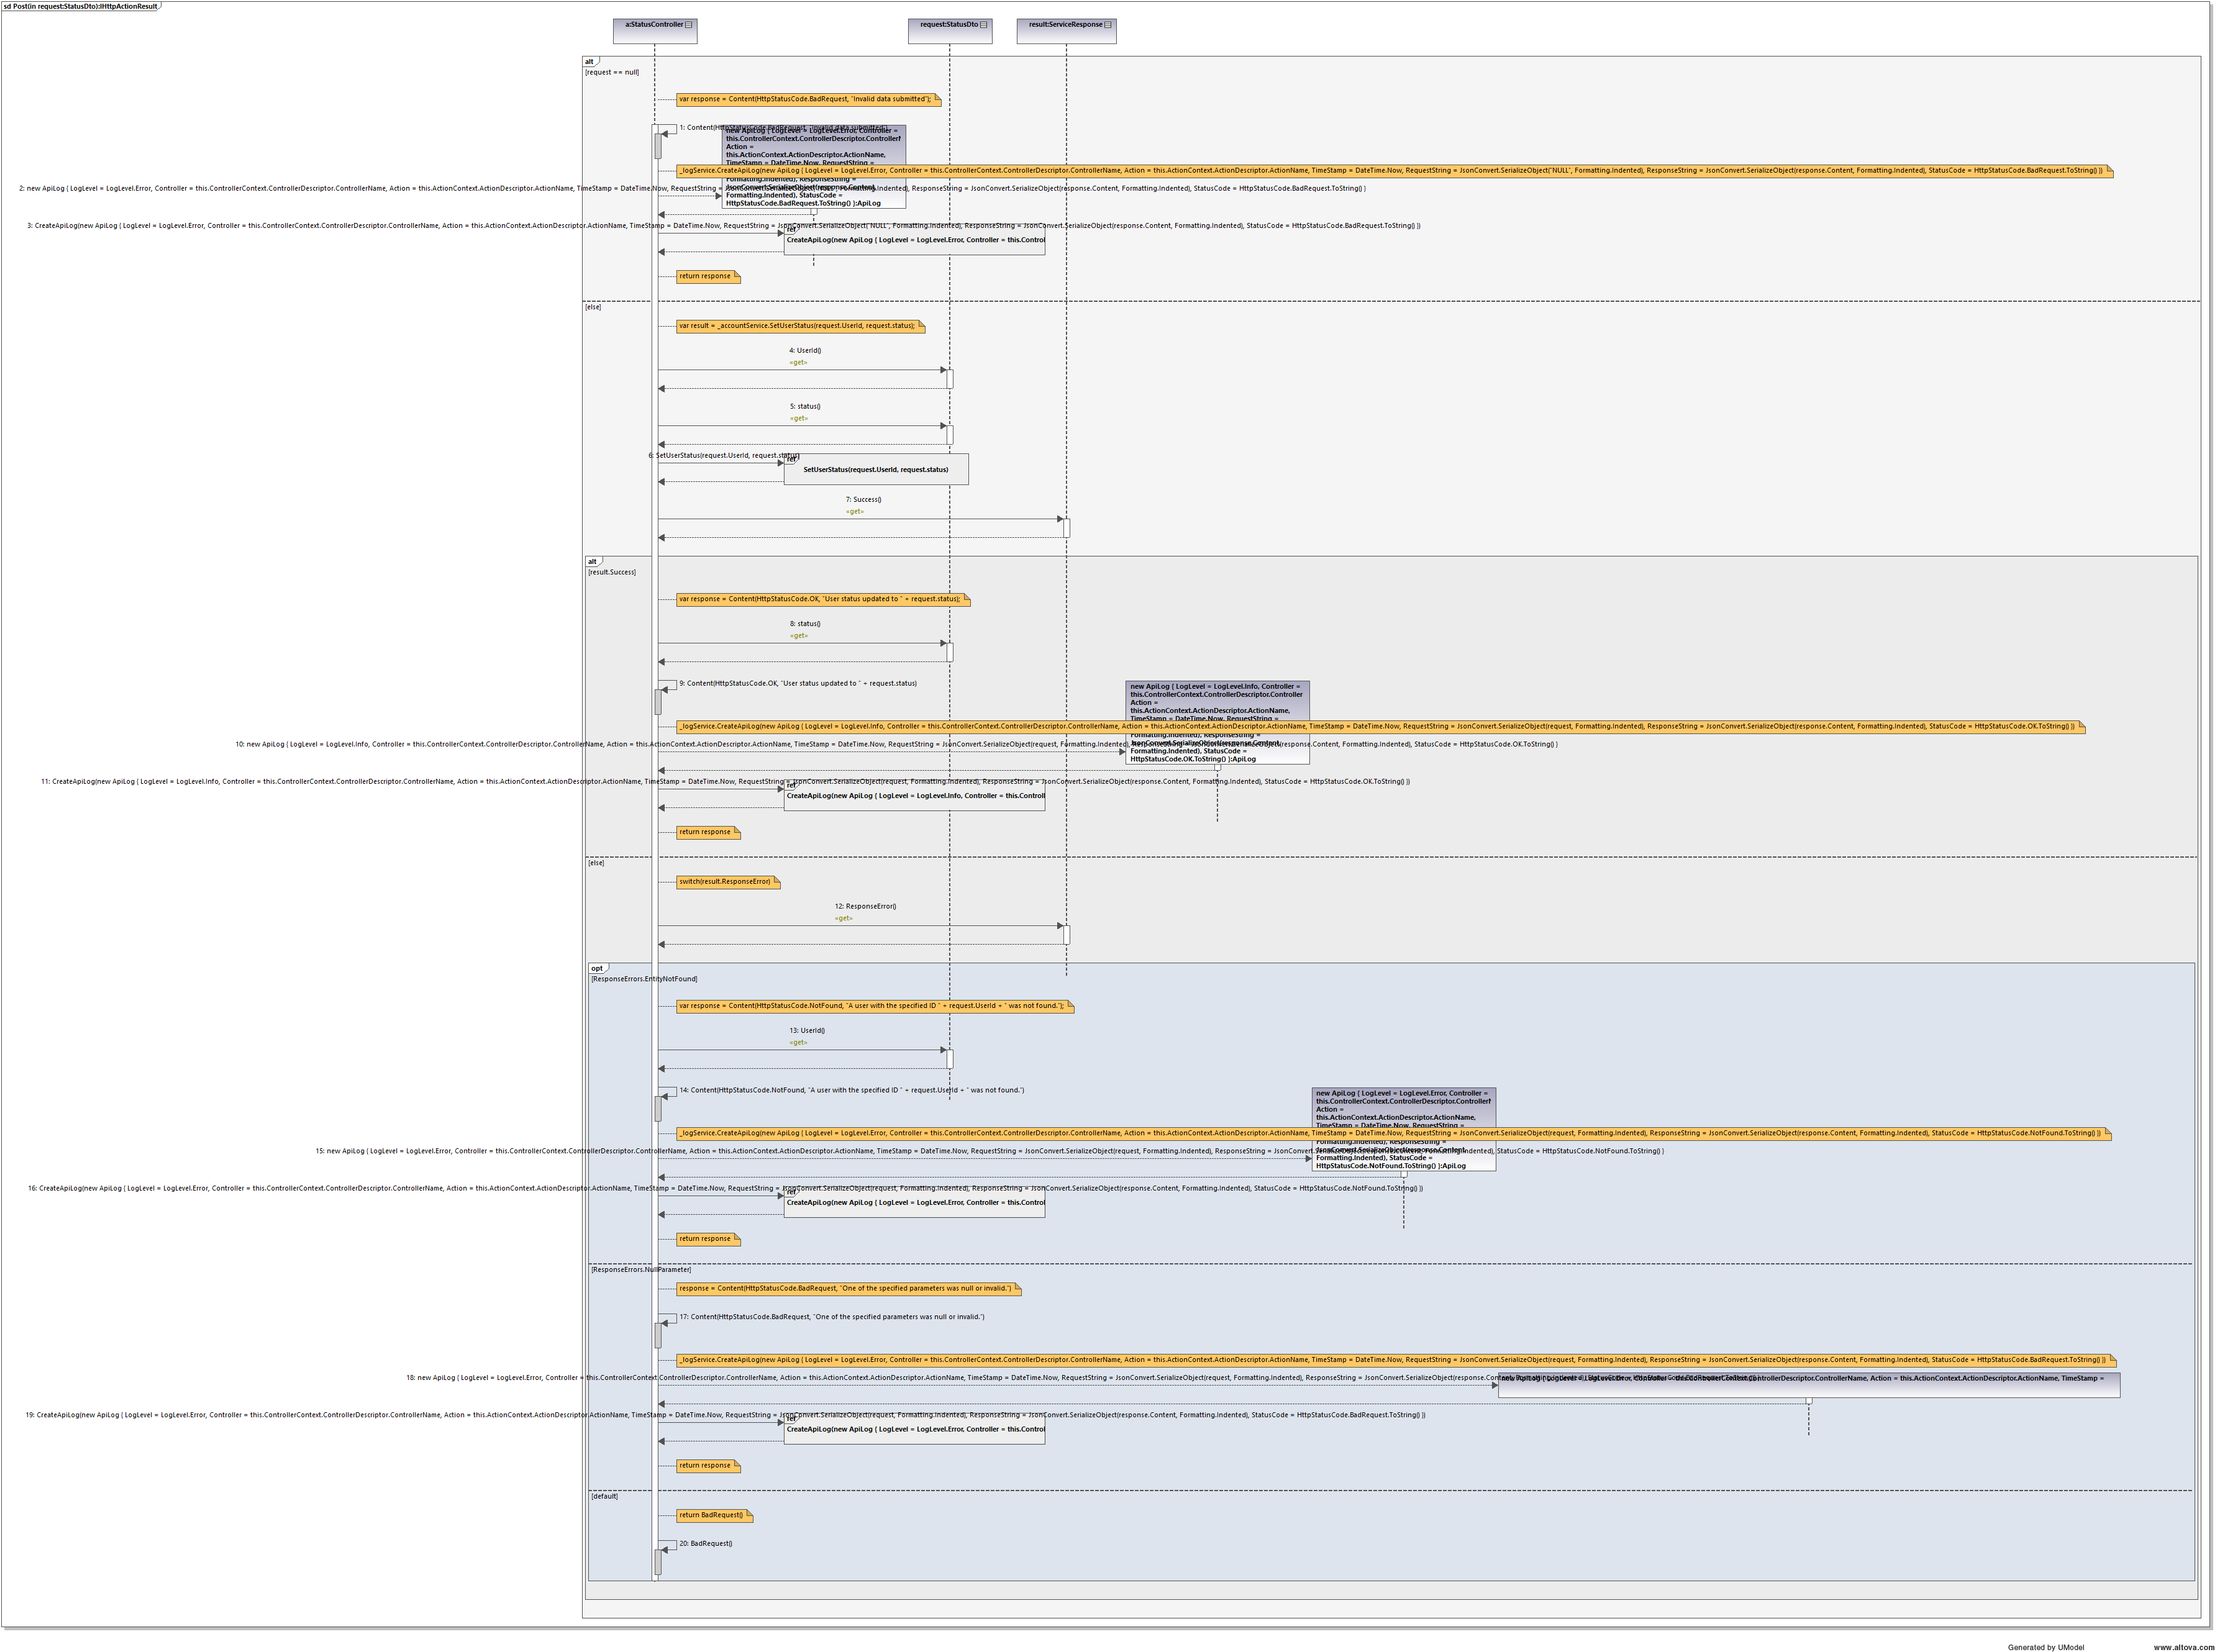 sd Post(in request:StatusDto):IHttpActionResult
a:StatusController
request:StatusDto
result:ServiceResponse
alt
[request == null]
var response = Content(HttpStatusCode.BadRequest, "Invalid data submitted");
1: Content(HttpStatusCode.BadRequest, "Invalid data submitted")
new ApiLog { LogLevel = LogLevel.Error, Controller =
this.ControllerContext.ControllerDescriptor.Controller
Action =
this.ActionContext.ActionDescriptor.ActionName,
TimeStamp = DateTime.Now, RequestString =
_logService.CreateApiLog(new ApiLog { LogLevel = LogLevel.Error, Controller = this.ControllerContext.ControllerDescriptor.ControllerName, Action = this.ActionContext.ActionDescriptor.ActionName, TimeStamp = DateTime.Now, RequestString = JsonConvert.SerializeObject("NULL", Formatting.Indented), ResponseString = JsonConvert.SerializeObject(response.Content, Formatting.Indented), StatusCode = HttpStatusCode.BadRequest.ToString() })
Formatting.Indented), ResponseString =
2: new ApiLog { LogLevel = LogLevel.Error, Controller = this.ControllerContext.ControllerDescriptor.ControllerName, Action = this.ActionContext.ActionDescriptor.ActionName, TimeStamp = DateTime.Now, RequestString = JsonConvert.SerializeObject("NULL", Formatting.Indented), ResponseString = JsonConvert.SerializeObject(response.Content, Formatting.Indented), StatusCode = HttpStatusCode.BadRequest.ToString() }
JsonConvert.SerializeObject(response.Content,
Formatting.Indented), StatusCode =
HttpStatusCode.BadRequest.ToString() }:ApiLog
3: CreateApiLog(new ApiLog { LogLevel = LogLevel.Error, Controller = this.ControllerContext.ControllerDescriptor.ControllerName, Action = this.ActionContext.ActionDescriptor.ActionName, TimeStamp = DateTime.Now, RequestString = JsonConvert.SerializeObject("NULL", Formatting.Indented), ResponseString = JsonConvert.SerializeObject(response.Content, Formatting.Indented), StatusCode = HttpStatusCode.BadRequest.ToString() })
ref
CreateApiLog(new ApiLog { LogLevel = LogLevel.Error, Controller = this.Control
return response
[else]
var result = _accountService.SetUserStatus(request.UserId, request.status);
4: UserId()
«get»
5: status()
«get»
6: SetUserStatus(request.UserId, request.status)
ref
SetUserStatus(request.UserId, request.status)
7: Success()
«get»
alt
[result.Success]
var response = Content(HttpStatusCode.OK, "User status updated to " + request.status);
8: status()
«get»
9: Content(HttpStatusCode.OK, "User status updated to " + request.status)
new ApiLog { LogLevel = LogLevel.Info, Controller =
this.ControllerContext.ControllerDescriptor.Controller
Action =
this.ActionContext.ActionDescriptor.ActionName,
TimeStamp = DateTime.Now, RequestString =
_logService.CreateApiLog(new ApiLog { LogLevel = LogLevel.Info, Controller = this.ControllerContext.ControllerDescriptor.ControllerName, Action = this.ActionContext.ActionDescriptor.ActionName, TimeStamp = DateTime.Now, RequestString = JsonConvert.SerializeObject(request, Formatting.Indented), ResponseString = JsonConvert.SerializeObject(response.Content, Formatting.Indented), StatusCode = HttpStatusCode.OK.ToString() })
Formatting.Indented), ResponseString =
10: new ApiLog { LogLevel = LogLevel.Info, Controller = this.ControllerContext.ControllerDescriptor.ControllerName, Action = this.ActionContext.ActionDescriptor.ActionName, TimeStamp = DateTime.Now, RequestString = JsonConvert.SerializeObject(request, Formatting.Indented), ResponseString = JsonConvert.SerializeObject(response.Content, Formatting.Indented), StatusCode = HttpStatusCode.OK.ToString() }
JsonConvert.SerializeObject(response.Content,
Formatting.Indented), StatusCode =
HttpStatusCode.OK.ToString() }:ApiLog
11: CreateApiLog(new ApiLog { LogLevel = LogLevel.Info, Controller = this.ControllerContext.ControllerDescriptor.ControllerName, Action = this.ActionContext.ActionDescriptor.ActionName, TimeStamp = DateTime.Now, RequestString = JsonConvert.SerializeObject(request, Formatting.Indented), ResponseString = JsonConvert.SerializeObject(response.Content, Formatting.Indented), StatusCode = HttpStatusCode.OK.ToString() })
ref
CreateApiLog(new ApiLog { LogLevel = LogLevel.Info, Controller = this.Controll
return response
[else]
switch(result.ResponseError)
12: ResponseError()
«get»
opt
[ResponseErrors.EntityNotFound]
var response = Content(HttpStatusCode.NotFound, "A user with the specified ID " + request.UserId + " was not found.");
13: UserId()
«get»
14: Content(HttpStatusCode.NotFound, "A user with the specified ID " + request.UserId + " was not found.")
new ApiLog { LogLevel = LogLevel.Error, Controller =
this.ControllerContext.ControllerDescriptor.Controller
Action =
this.ActionContext.ActionDescriptor.ActionName,
TimeStamp = DateTime.Now, RequestString =
_logService.CreateApiLog(new ApiLog { LogLevel = LogLevel.Error, Controller = this.ControllerContext.ControllerDescriptor.ControllerName, Action = this.ActionContext.ActionDescriptor.ActionName, TimeStamp = DateTime.Now, RequestString = JsonConvert.SerializeObject(request, Formatting.Indented), ResponseString = JsonConvert.SerializeObject(response.Content, Formatting.Indented), StatusCode = HttpStatusCode.NotFound.ToString() })
Formatting.Indented), ResponseString =
15: new ApiLog { LogLevel = LogLevel.Error, Controller = this.ControllerContext.ControllerDescriptor.ControllerName, Action = this.ActionContext.ActionDescriptor.ActionName, TimeStamp = DateTime.Now, RequestString = JsonConvert.SerializeObject(request, Formatting.Indented), ResponseString = JsonConvert.SerializeObject(response.Content, Formatting.Indented), StatusCode = HttpStatusCode.NotFound.ToString() }
JsonConvert.SerializeObject(response.Content,
Formatting.Indented), StatusCode =
HttpStatusCode.NotFound.ToString() }:ApiLog
16: CreateApiLog(new ApiLog { LogLevel = LogLevel.Error, Controller = this.ControllerContext.ControllerDescriptor.ControllerName, Action = this.ActionContext.ActionDescriptor.ActionName, TimeStamp = DateTime.Now, RequestString = JsonConvert.SerializeObject(request, Formatting.Indented), ResponseString = JsonConvert.SerializeObject(response.Content, Formatting.Indented), StatusCode = HttpStatusCode.NotFound.ToString() })
ref
CreateApiLog(new ApiLog { LogLevel = LogLevel.Error, Controller = this.Control
return response
[ResponseErrors.NullParameter]
response = Content(HttpStatusCode.BadRequest, "One of the specified parameters was null or invalid.")
17: Content(HttpStatusCode.BadRequest, "One of the specified parameters was null or invalid.")
_logService.CreateApiLog(new ApiLog { LogLevel = LogLevel.Error, Controller = this.ControllerContext.ControllerDescriptor.ControllerName, Action = this.ActionContext.ActionDescriptor.ActionName, TimeStamp = DateTime.Now, RequestString = JsonConvert.SerializeObject(request, Formatting.Indented), ResponseString = JsonConvert.SerializeObject(response.Content, Formatting.Indented), StatusCode = HttpStatusCode.BadRequest.ToString() })
18: new ApiLog { LogLevel = LogLevel.Error, Controller = this.ControllerContext.ControllerDescriptor.ControllerName, Action = this.ActionContext.ActionDescriptor.ActionName, TimeStamp = DateTime.Now, RequestString = JsonConvert.SerializeObject(request, Formatting.Indented), ResponseString = JsonConvert.SerializeObject(response.Content, Formatting.Indented), StatusCode = HttpStatusCode.BadRequest.ToString() }
new ApiLog { LogLevel = LogLevel.Error, Controller = this.ControllerContext.ControllerDescriptor.ControllerName, Action = this.ActionContext.ActionDescriptor.ActionName, TimeStamp =
19: CreateApiLog(new ApiLog { LogLevel = LogLevel.Error, Controller = this.ControllerContext.ControllerDescriptor.ControllerName, Action = this.ActionContext.ActionDescriptor.ActionName, TimeStamp = DateTime.Now, RequestString = JsonConvert.SerializeObject(request, Formatting.Indented), ResponseString = JsonConvert.SerializeObject(response.Content, Formatting.Indented), StatusCode = HttpStatusCode.BadRequest.ToString() })
ref
CreateApiLog(new ApiLog { LogLevel = LogLevel.Error, Controller = this.Control
return response
[default]
return BadRequest()
20: BadRequest()
Generated by UModel
www.altova.com